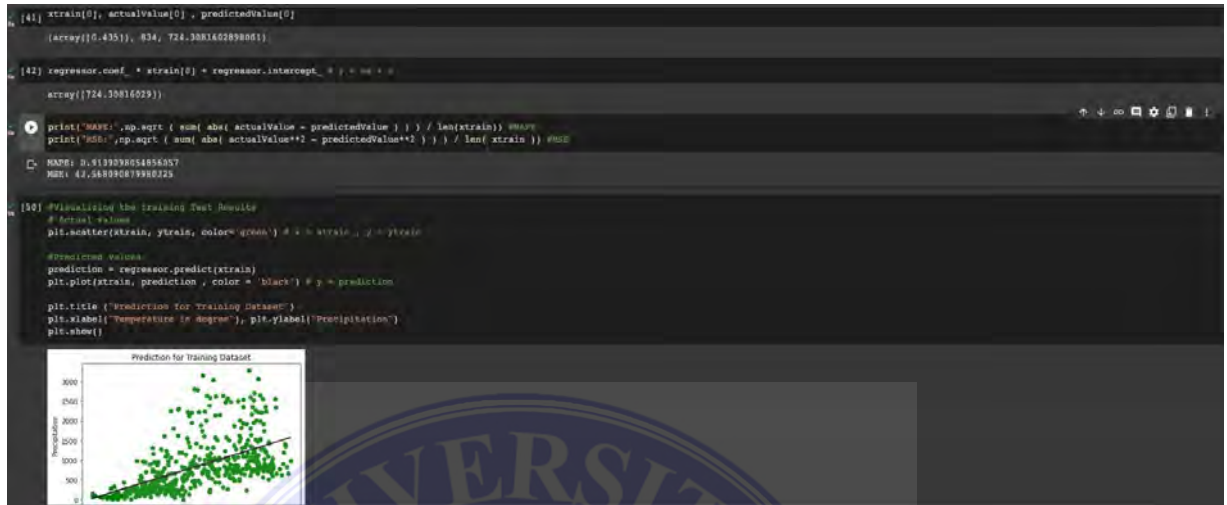 [41] xtrain[0], actualValue[0] , predictedValue[0]
(array([0.435]), 834, 724.3081602898001)
[42] regressor.coef_ * xtrain[0] + regressor.intercept_ #
array([724.30816029])
print("MAPE:",np.sqrt ( sum( abs( actualValue - predictedValue ) ) ) / len(xtrain)) #MAPE
print("MSE:",np.sqrt ( sum( abs( actualValue**2 - predictedValue**2 ) ) ) / len( xtrain )) #MSE
MAPE: 0.9139098054856057
MSE: 42.568090879980325
[50] #Visualizing the training Test Results
# Actual values
plt.scatter(xtrain, ytrain, color='green') # x = xtrain , y = ytrain
#Predicted values
prediction = regressor.predict(xtrain)
plt.plot(xtrain, prediction , color = 'black') # y = prediction
plt.title ("Prediction for Training Dataset")
plt.xlabel("Temperature in degree"), plt.ylabel("Precipitation")
plt.show()
Prediction for Training Dataset
Precipitation
3000
2500
2000
1500
1000
500
0
VERSIT